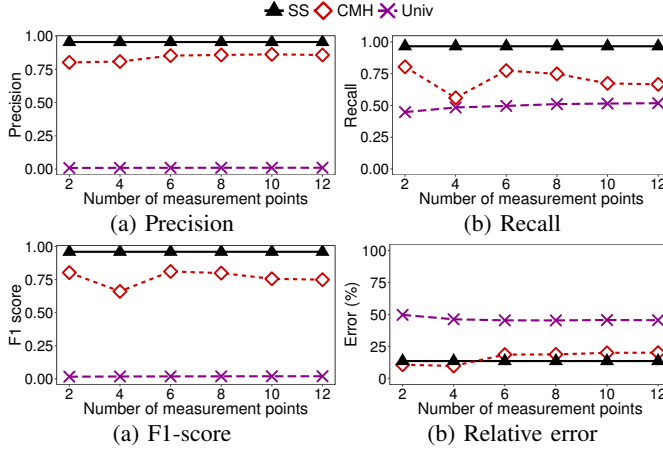 SS CMH Univ
1.00
0.75
0.50
0.25
0.00
Precision
2 4 6 8 10 12
Number of measurement points
(a) Precision
1.00
0.75
0.50
0.25
0.00
Recall
2 4 6 8 10 12
Number of measurement points
(b) Recall
1.00
0.75
0.50
0.25
0.00
F1 score
2 4 6 8 10 12
Number of measurement points
(a) F1-score
100
75
50
25
0
Error (%)
2 4 6 8 10 12
Number of measurement points
(b) Relative error